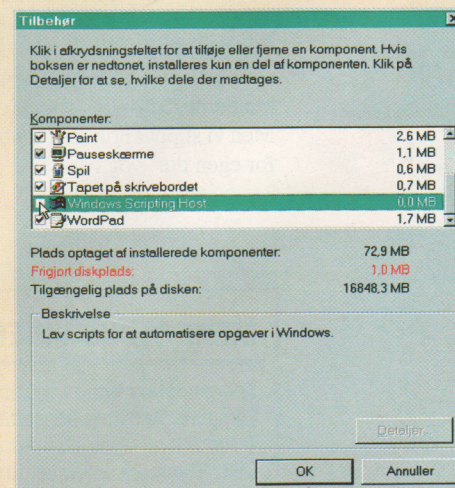 Tilbehør
Klik i afkrydsningsfeltet for at tilføje eller fjerne en komponent. Hvis
boksen er nedtonet, installeres kun en del af komponenten. Klik på
Detaljer for at se, hvilke dele der medtages.
Komponenter:
Paint 2,6 MB
Pauseskærme 1,1 MB
Spil 0,6 MB
Tapet på skrivebordet 0,7 MB
Windows Scripting Host 0,0 MB
WordPad 1,7 MB
Plads optaget af installerede komponenter: 72,9 MB
Frigjort diskplads: 1,0 MB
Tilgængelig plads på disken: 16848,3 MB
Beskrivelse
Lav scripts for at automatisere opgaver i Windows.
Detaljer...
OK Annuller